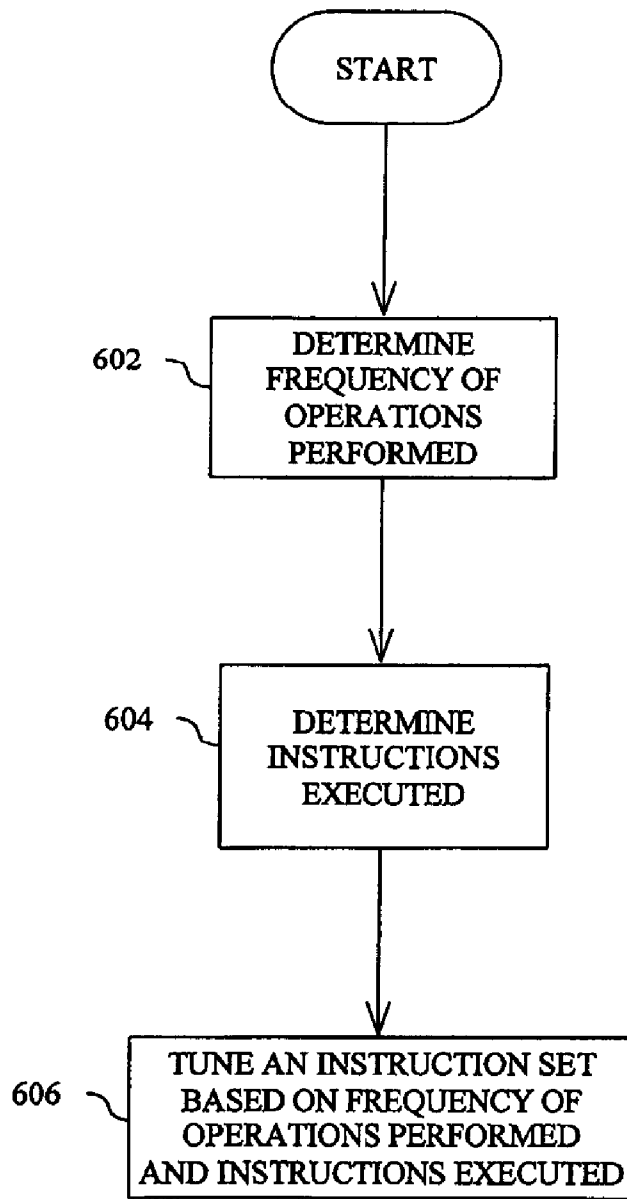 START
602
DETERMINE
FREQUENCY OF
OPERATIONS
PERFORMED
604
DETERMINE
INSTRUCTIONS
EXECUTED
606
TUNE AN INSTRUCTION SET
BASED ON FREQUENCY OF
OPERATIONS PERFORMED
AND INSTRUCTIONS EXECUTED